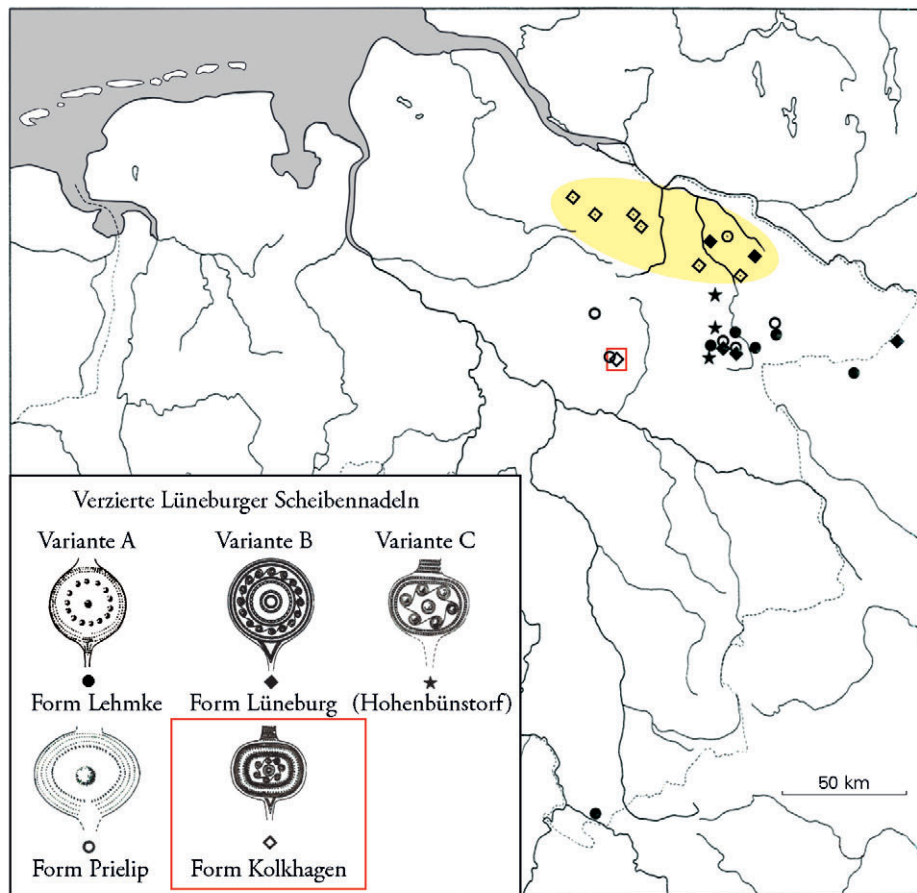 50 km
Verzierte Lüneburger Scheibennadeln
Variante A Variante B Variante C
Form Lehmke Form Lüneburg (Hohenbünstorf)
Form Prielip Form Kolkhagen